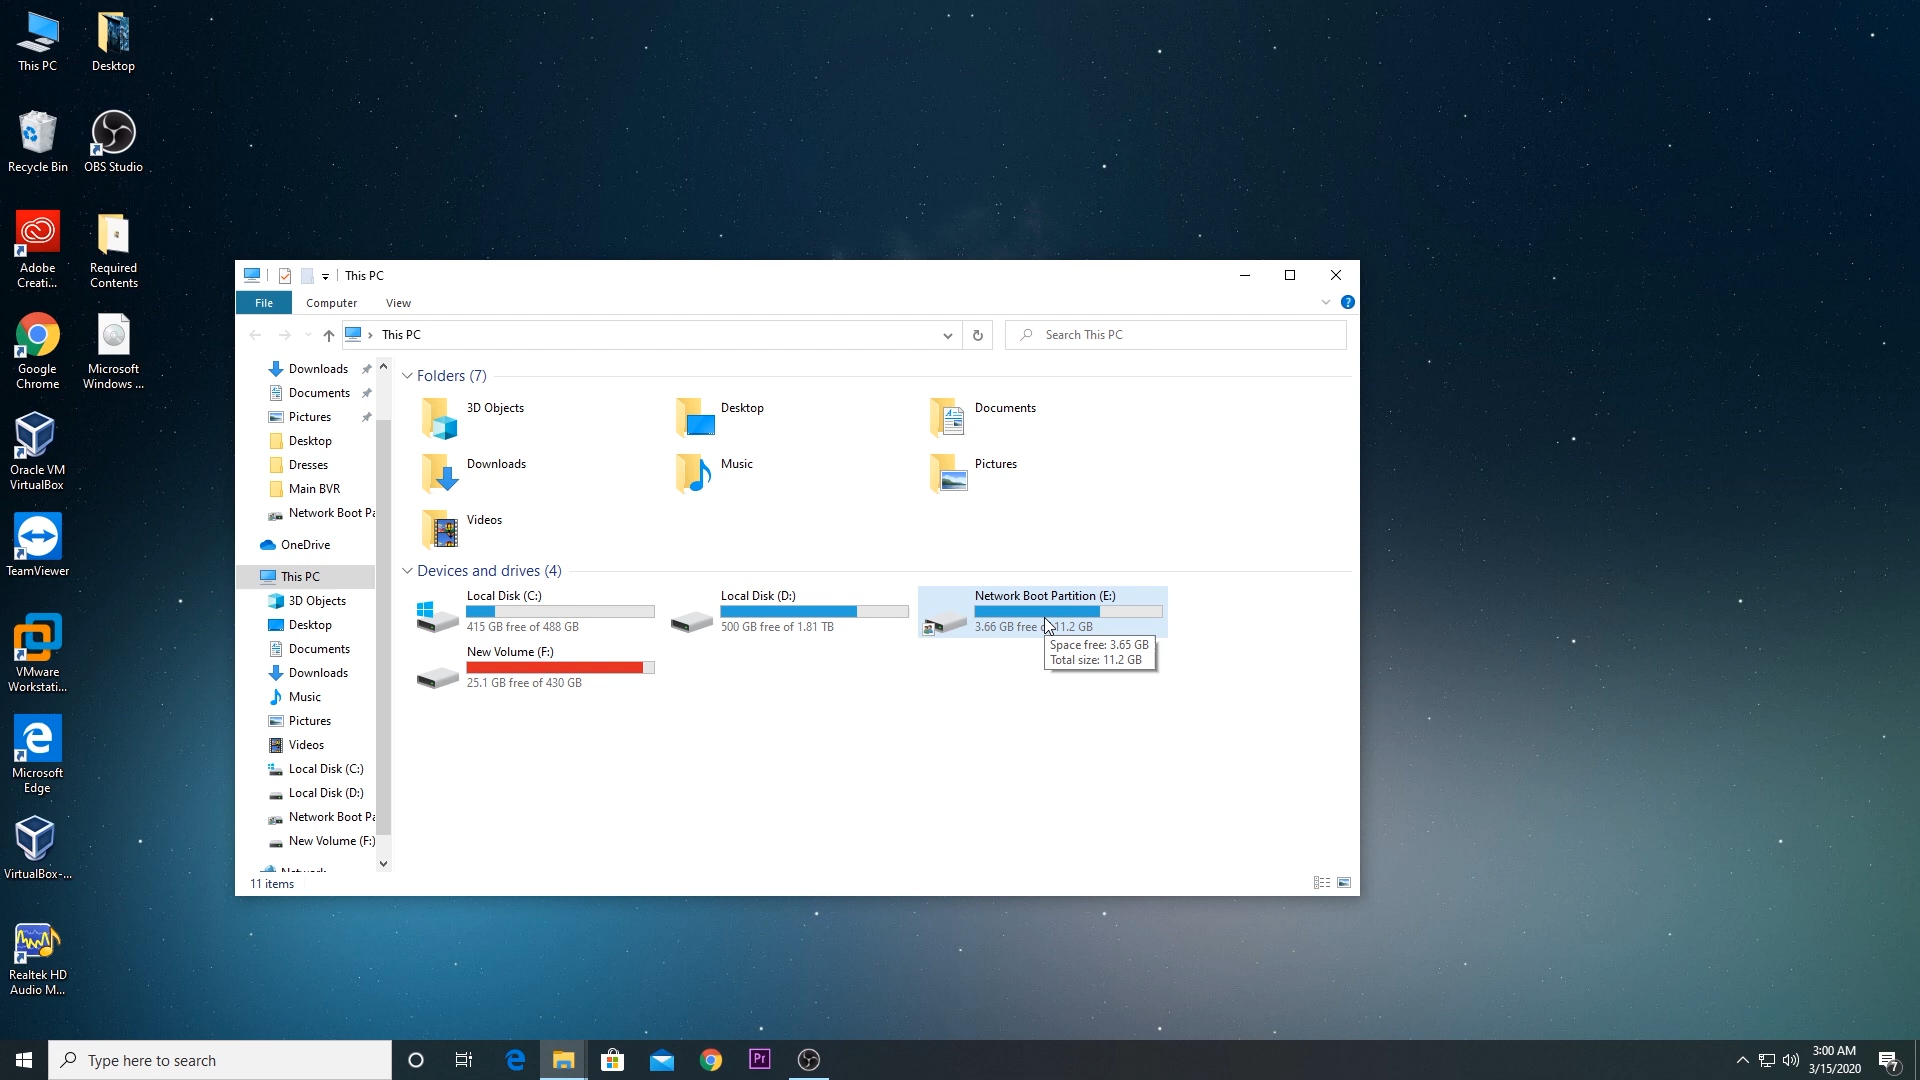 This PC
Desktop
Recycle Bin
OBS Studio
Adobe
Creati...
Required
Contents
Google
Chrome
Microsoft
Windows ...
Oracle VM
VirtualBox
TeamViewer
VMware
Workstati...
Microsoft
Edge
VirtualBox-...
Realtek HD
Audio M...
This PC
File
Computer
View
This PC
Search This PC
Downloads
Documents
Pictures
Desktop
Dresses
Main BVR
Network Boot Pa
OneDrive
This PC
3D Objects
Desktop
Documents
Downloads
Music
Pictures
Videos
Local Disk (C:)
Local Disk (D:)
Network Boot Pa
New Volume (F:)
Folders (7)
3D Objects
Desktop
Documents
Downloads
Music
Pictures
Videos
Devices and drives (4)
Local Disk (C:)
415 GB free of 488 GB
Local Disk (D:)
500 GB free of 1.81 TB
Network Boot Partition (E:)
3.66 GB free 11.2 GB
Space free: 3.65 GB
Total size: 11.2 GB
New Volume (F:)
25.1 GB free of 430 GB
11 items
Type here to search
Pr
3:00 AM
3/15/2020
7